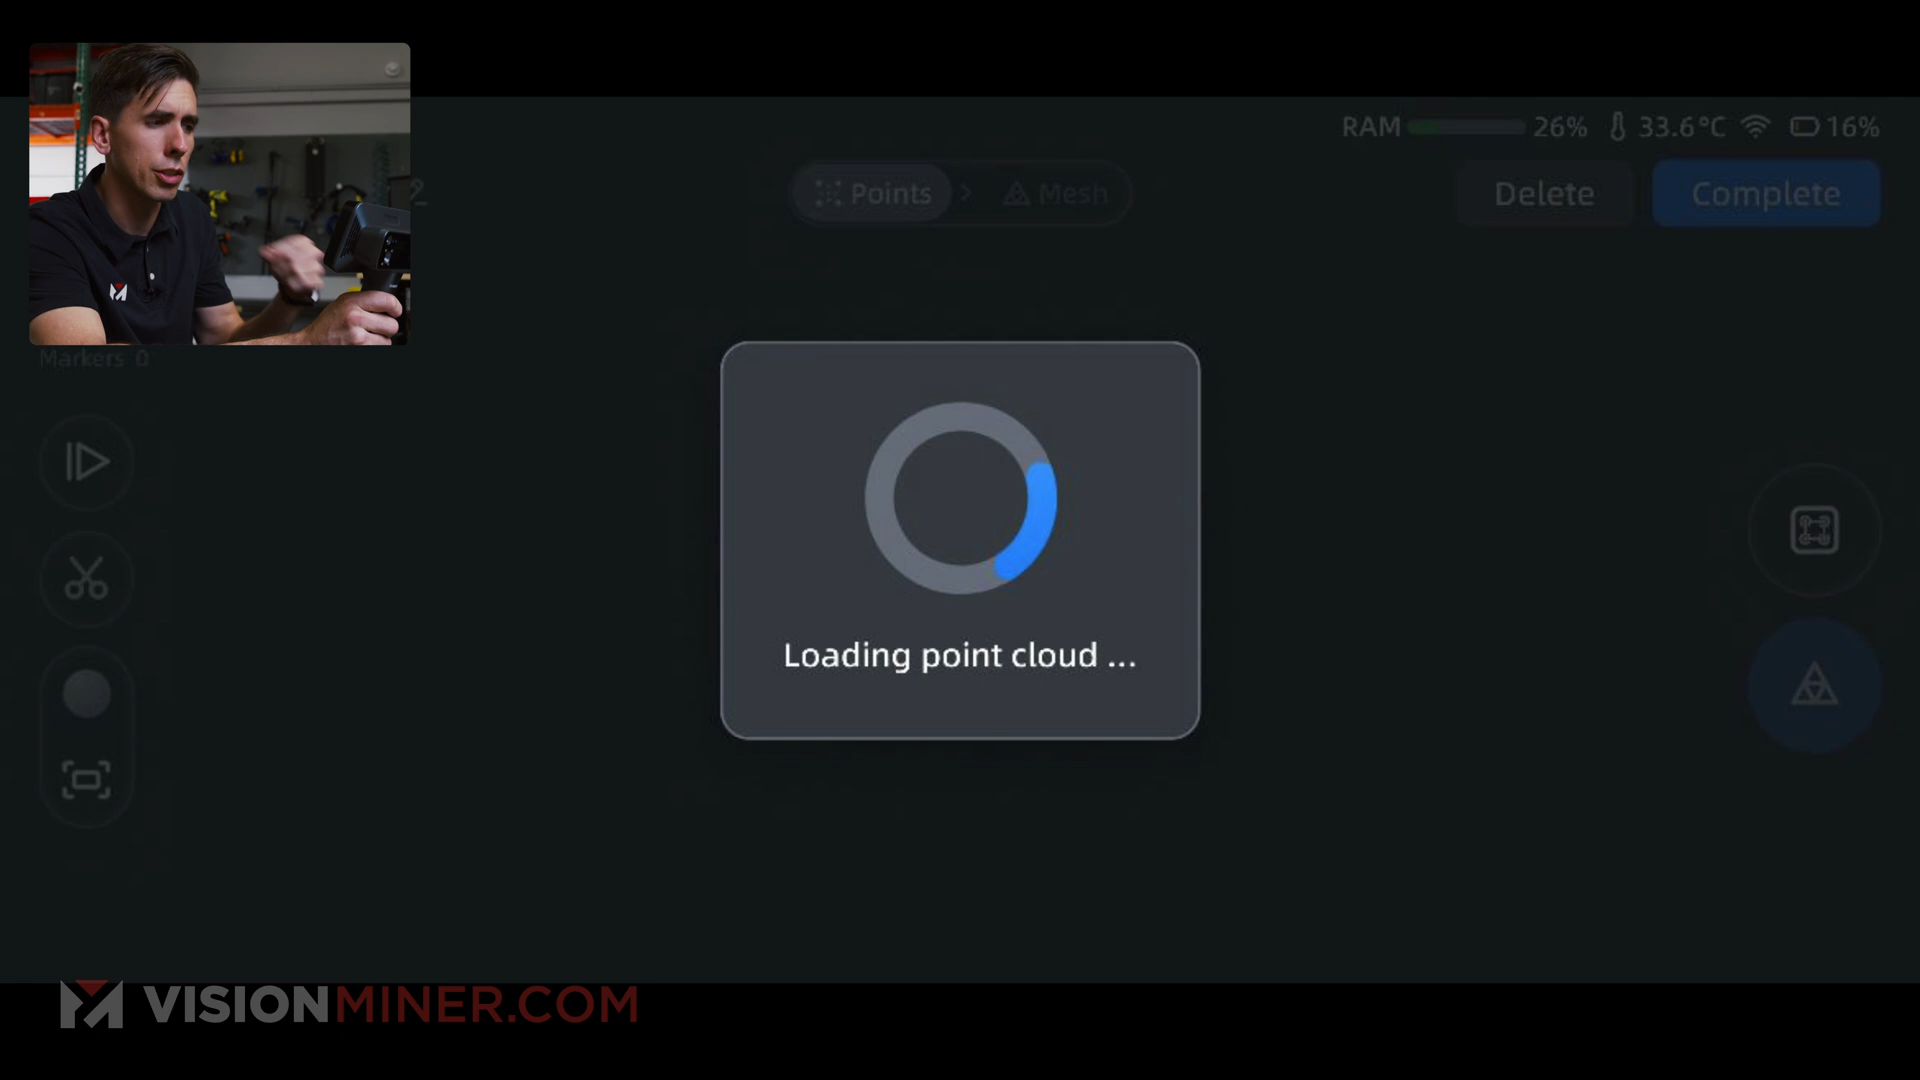 RAM 26% 33.6°C 16%
Points > Mesh
Delete
Complete
Markers 0
Loading point cloud ...
VISIONMINER.COM